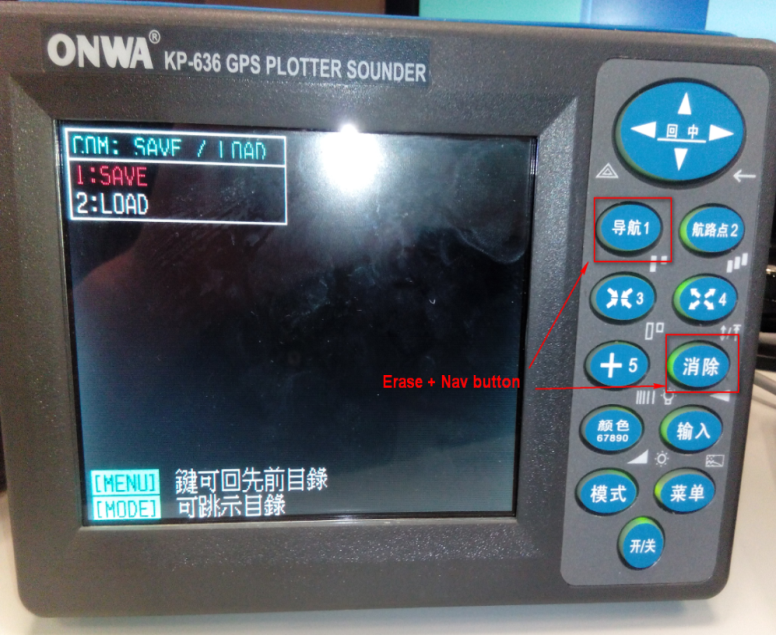 ONWA® KP-636 GPS PLOTTER SOUNDER
COM: SAVE / LOAD
1:SAVE
2:LOAD
[MENU] 鍵可回先前目錄
[MODE] 可跳示目錄
回中
导航1
航路点2
3
4
5
消除
Erase + Nav button
颜色
67890
输入
模式
菜单
开/关